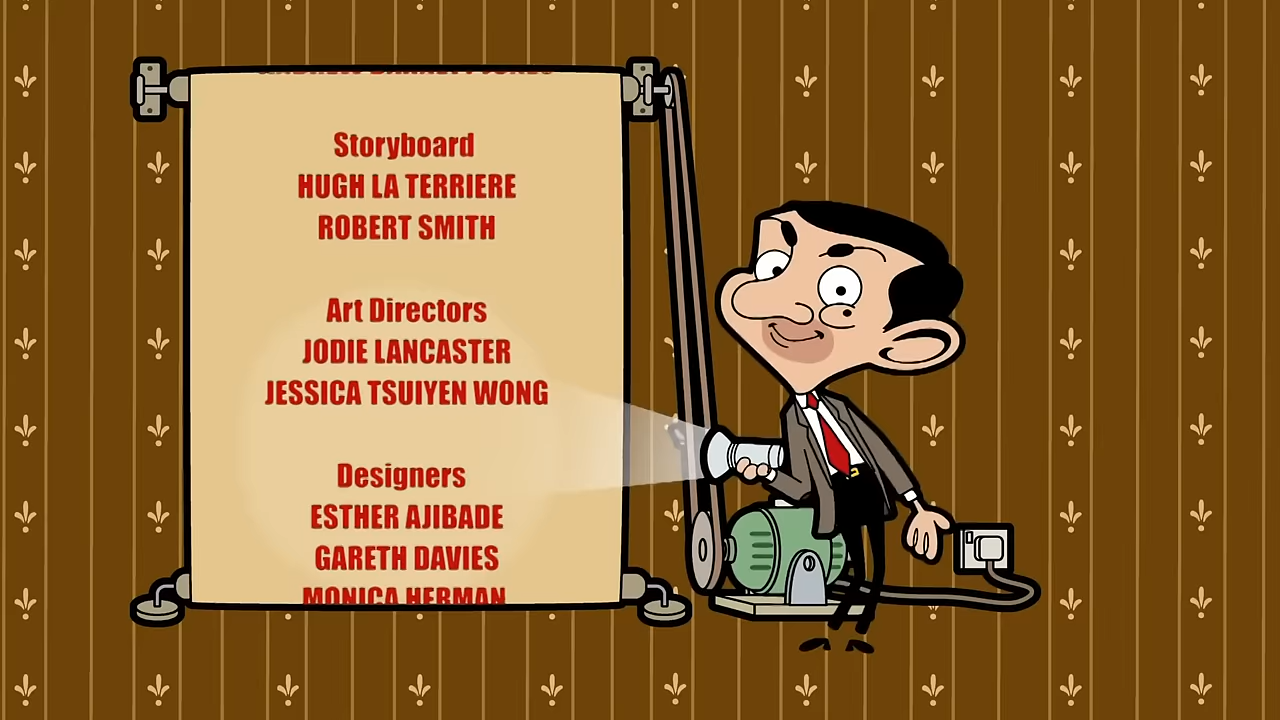 Storyboard
HUGH LA TERRIERE
ROBERT SMITH
Art Directors
JODIE LANCASTER
JESSICA TSUIYEN WONG
Designers
ESTHER AJIBADE
GARETH DAVIES
MONICA HERMAN